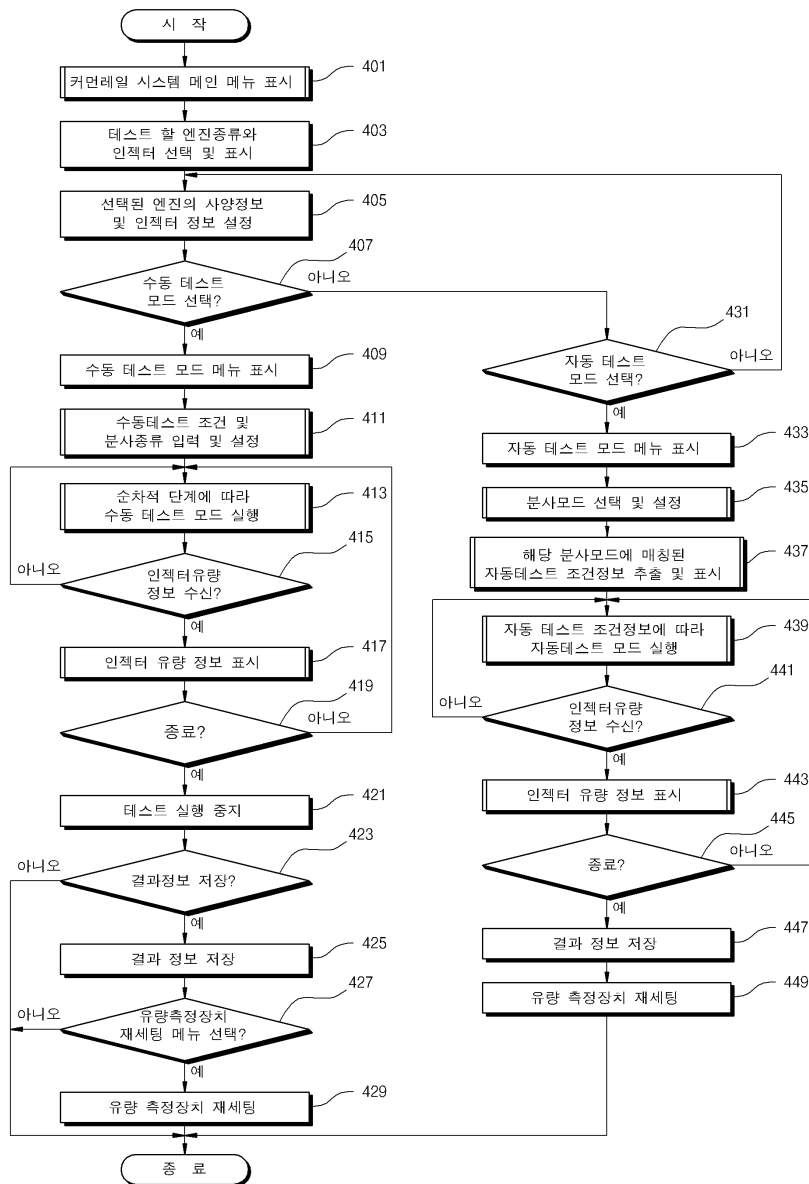 시 작
커먼레일 시스템 메인 메뉴 표시
401
테스트 할 엔진종류와
인젝터 선택 및 표시
403
선택된 엔진의 사양정보
및 인젝터 정보 설정
405
수동 테스트
모드 선택?
407
아니오
예
수동 테스트 모드 메뉴 표시
409
수동테스트 조건 및
분사종류 입력 및 설정
411
순차적 단계에 따라
수동 테스트 모드 실행
413
인젝터유량
정보 수신?
415
아니오
예
인젝터 유량 정보 표시
417
종료?
419
아니오
예
테스트 실행 중지
421
결과정보 저장?
423
아니오
예
결과 정보 저장
425
유량측정장치
재세팅 메뉴 선택?
427
아니오
예
유량 측정장치 재세팅
429
종 료
자동 테스트
모드 선택?
431
아니오
예
자동 테스트 모드 메뉴 표시
433
분사모드 선택 및 설정
435
해당 분사모드에 매칭된
자동테스트 조건정보 추출 및 표시
437
자동 테스트 조건정보에 따라
자동테스트 모드 실행
439
인젝터유량
정보 수신?
441
아니오
예
인젝터 유량 정보 표시
443
종료?
445
아니오
예
결과 정보 저장
447
유량 측정장치 재세팅
449